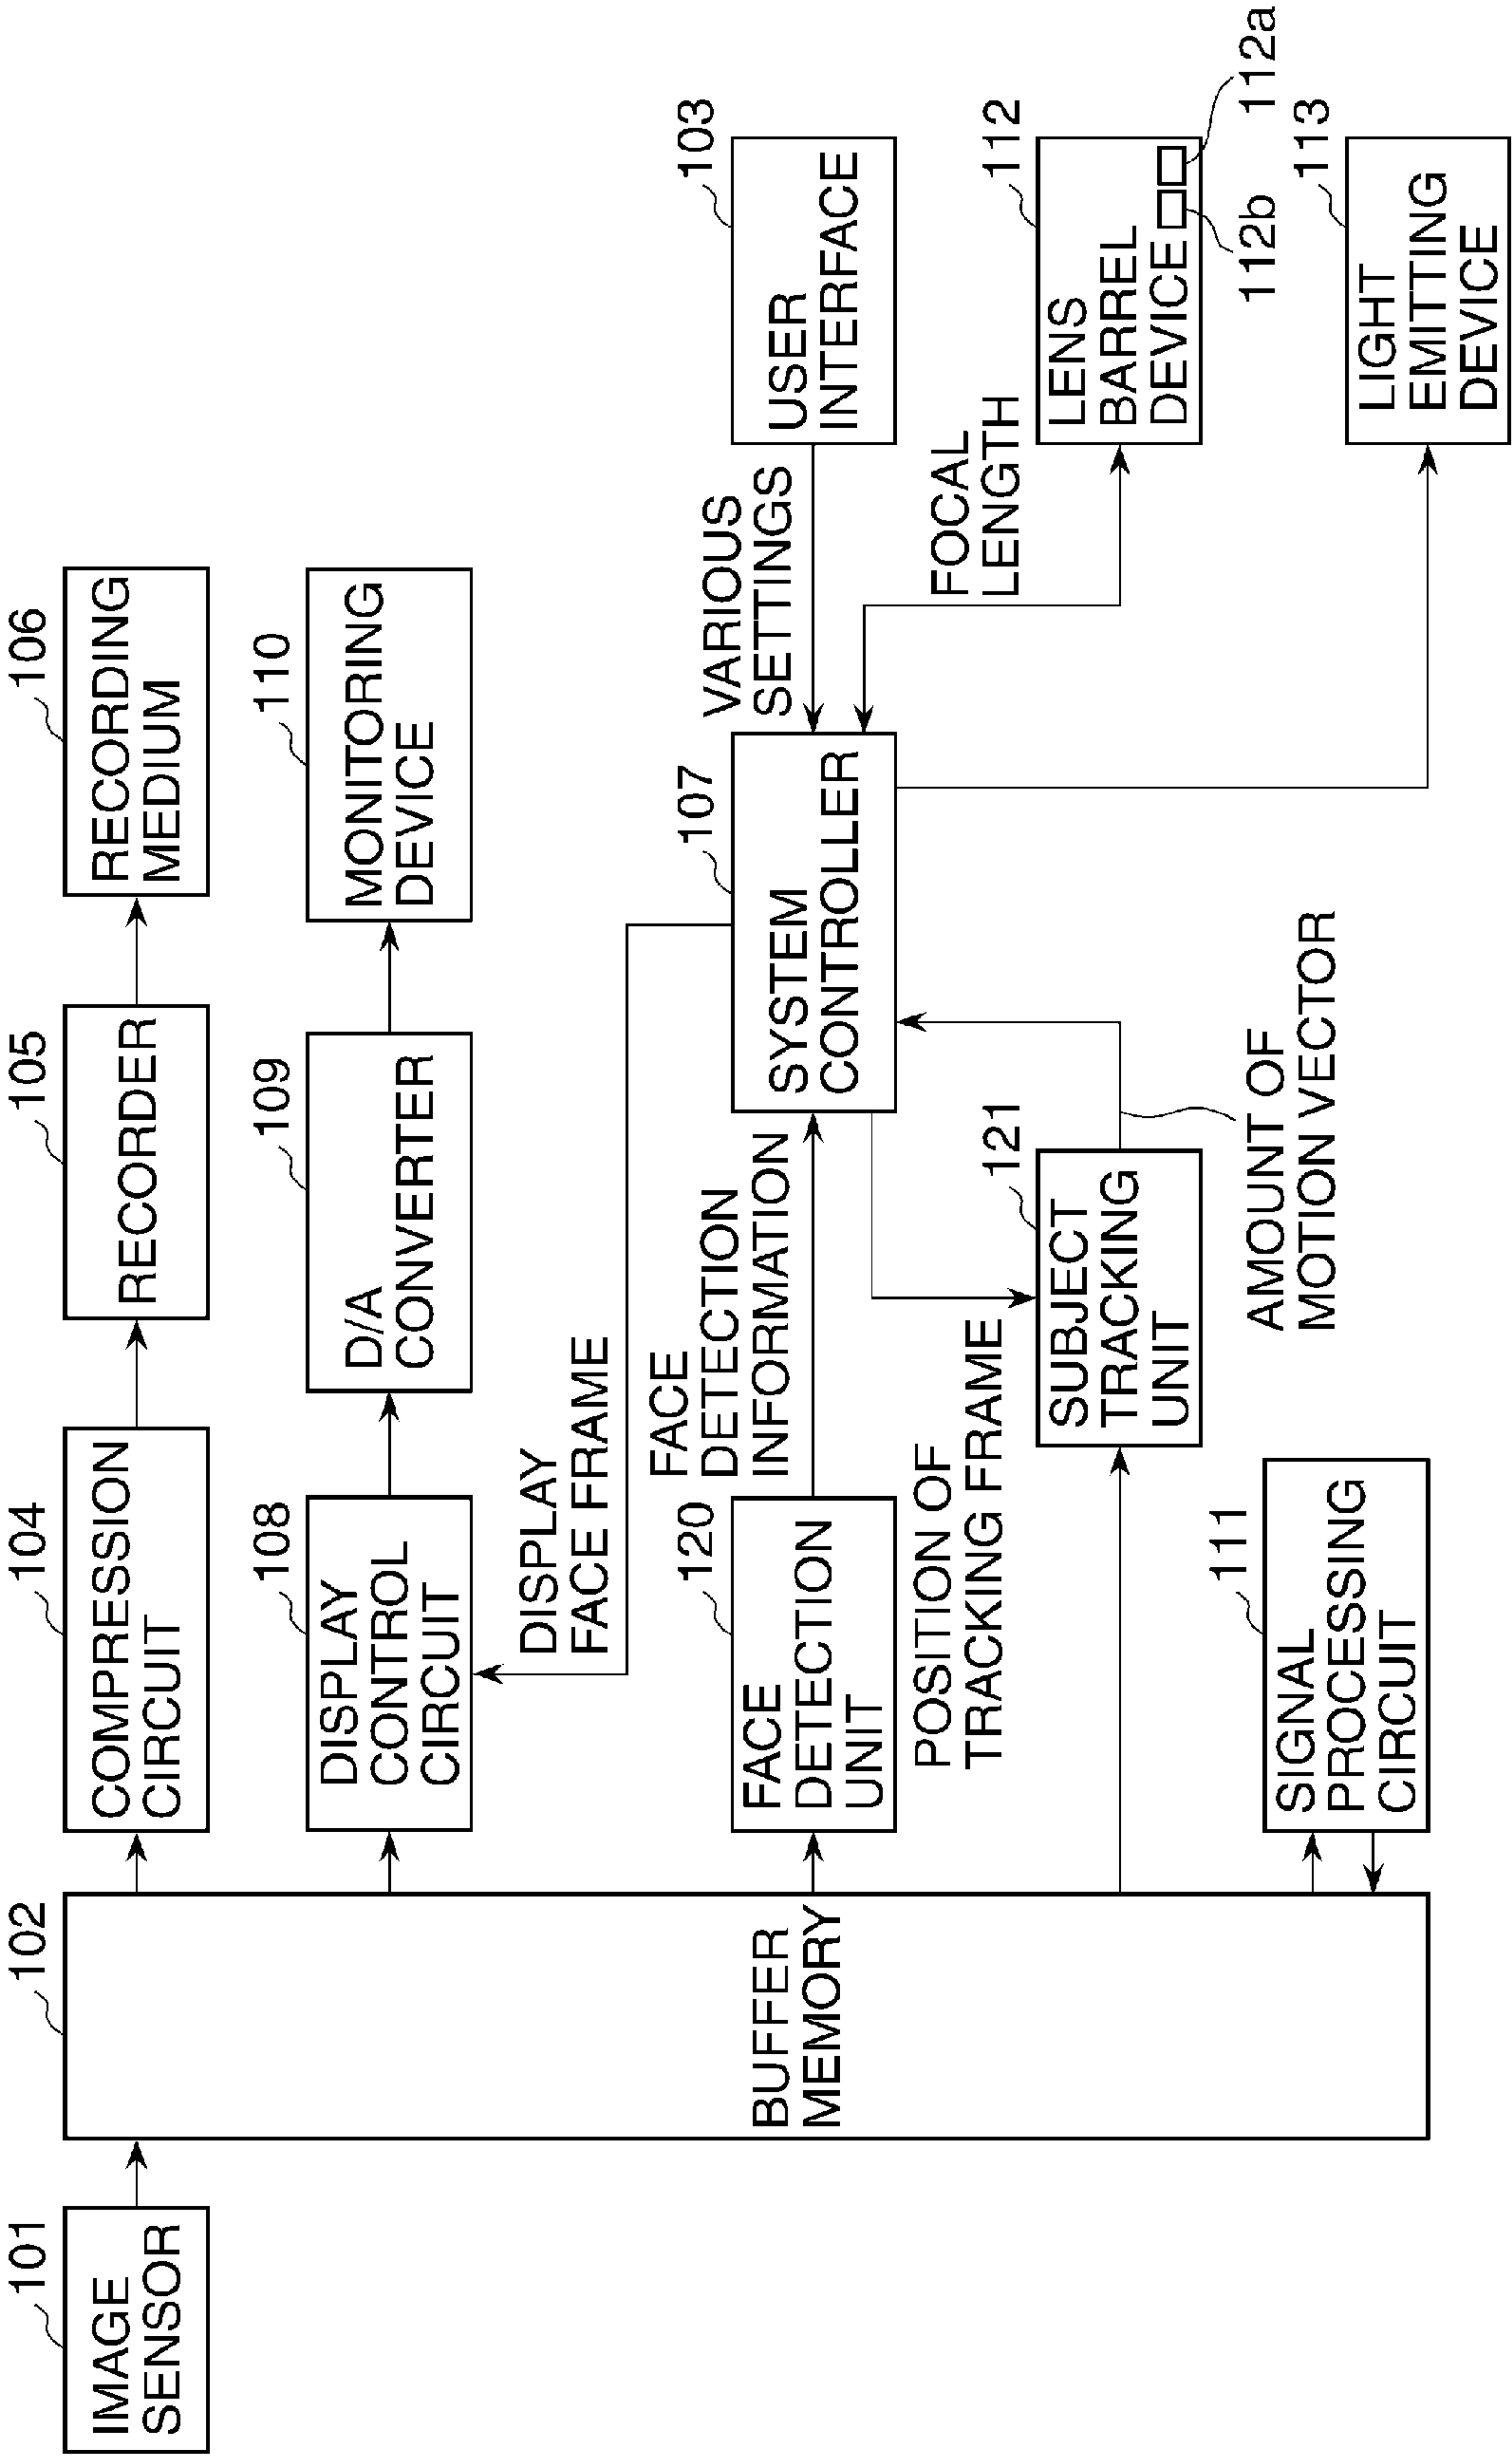 101
IMAGE
SENSOR
102
BUFFER
MEMORY
104
COMPRESSION
CIRCUIT
105
RECORDER
106
RECORDING
MEDIUM
108
DISPLAY
CONTROL
CIRCUIT
109
D/A
CONVERTER
110
MONITORING
DEVICE
DISPLAY
FACE FRAME
120
FACE
DETECTION
UNIT
FACE
DETECTION
INFORMATION
107
SYSTEM
CONTROLLER
VARIOUS
SETTINGS
103
USER
INTERFACE
POSITION OF
TRACKING FRAME
121
SUBJECT
TRACKING
UNIT
AMOUNT OF
MOTION VECTOR
FOCAL
LENGTH
112
LENS
BARREL
DEVICE
112b
112a
111
SIGNAL
PROCESSING
CIRCUIT
113
LIGHT
EMITTING
DEVICE